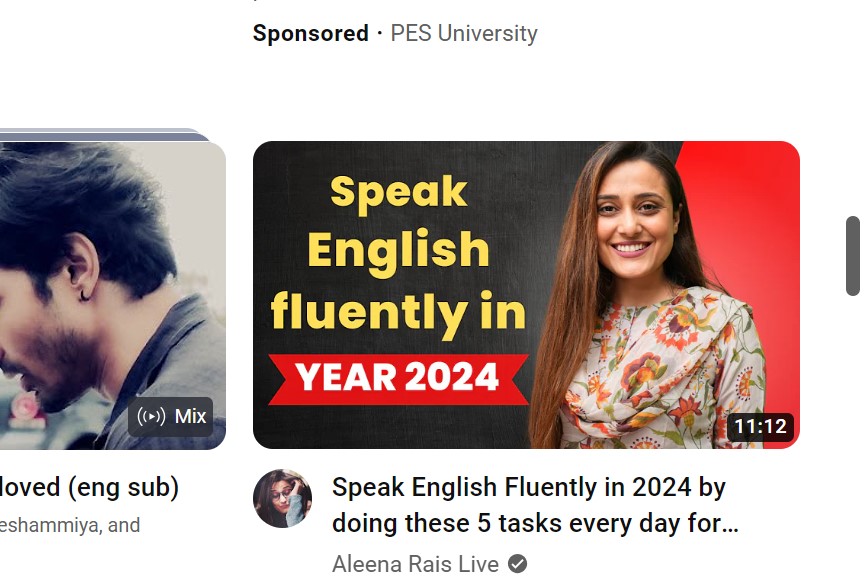 Sponsored · PES University
Speak
English
fluently in
YEAR 2024
Mix
11:12
loved (eng sub)
eshammiya, and
Speak English Fluently in 2024 by
doing these 5 tasks every day for...
Aleena Rais Live